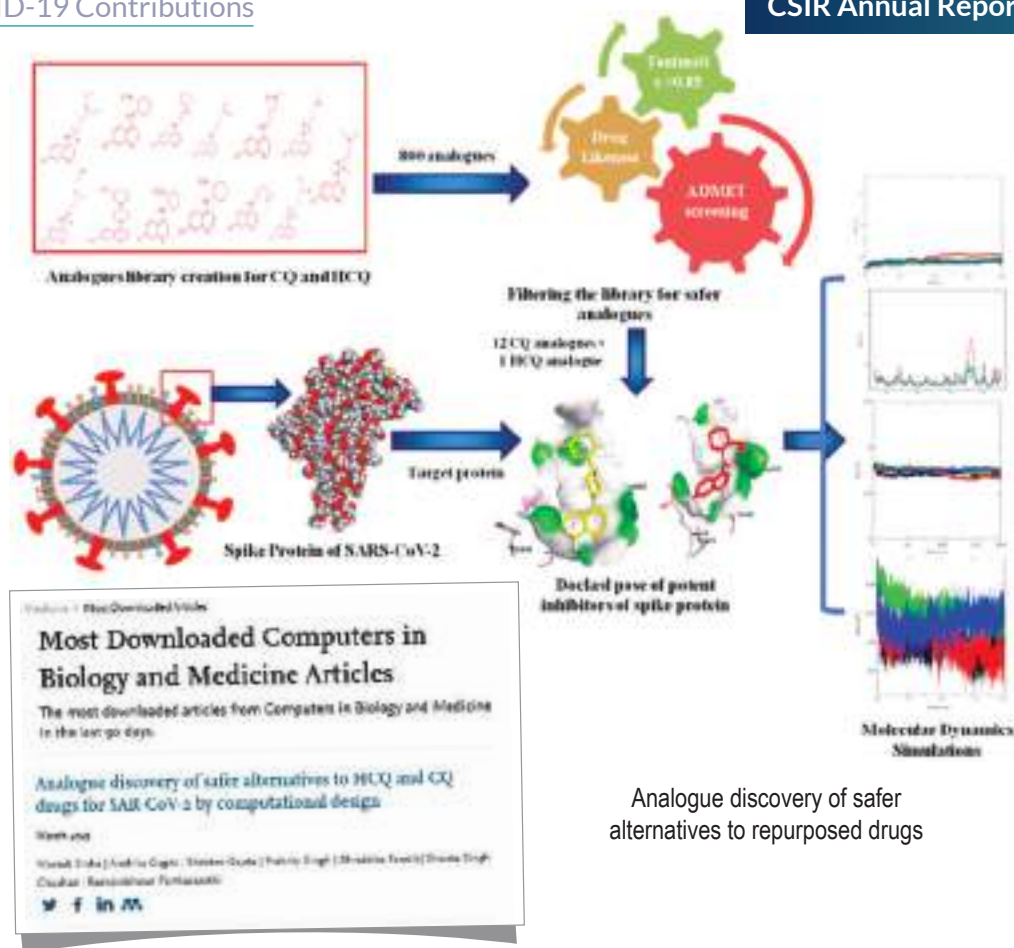 ID-19 Contributions
CSIR Annual Repor
800 analogues
Drug
Likeness
ADMET
screening
Analogues library creation for CQ and HCQ
Filtering the library for safer
analogues
12 CQ analogues +
1 HCQ analogue
Target protein
Spike Protein of SARS-CoV-2
Docked pose of potent
inhibitors of spike protein
Molecular Dynamics
Simulations
Most Downloaded Articles
Most Downloaded Computers in
Biology and Medicine Articles
The most downloaded articles from Computers in Biology and Medicine
in the last 90 days.
Analogue discovery of safer alternatives to HCQ and CQ
drugs for SAR-CoV-2 by computational design
Analogue discovery of safer
alternatives to repurposed drugs